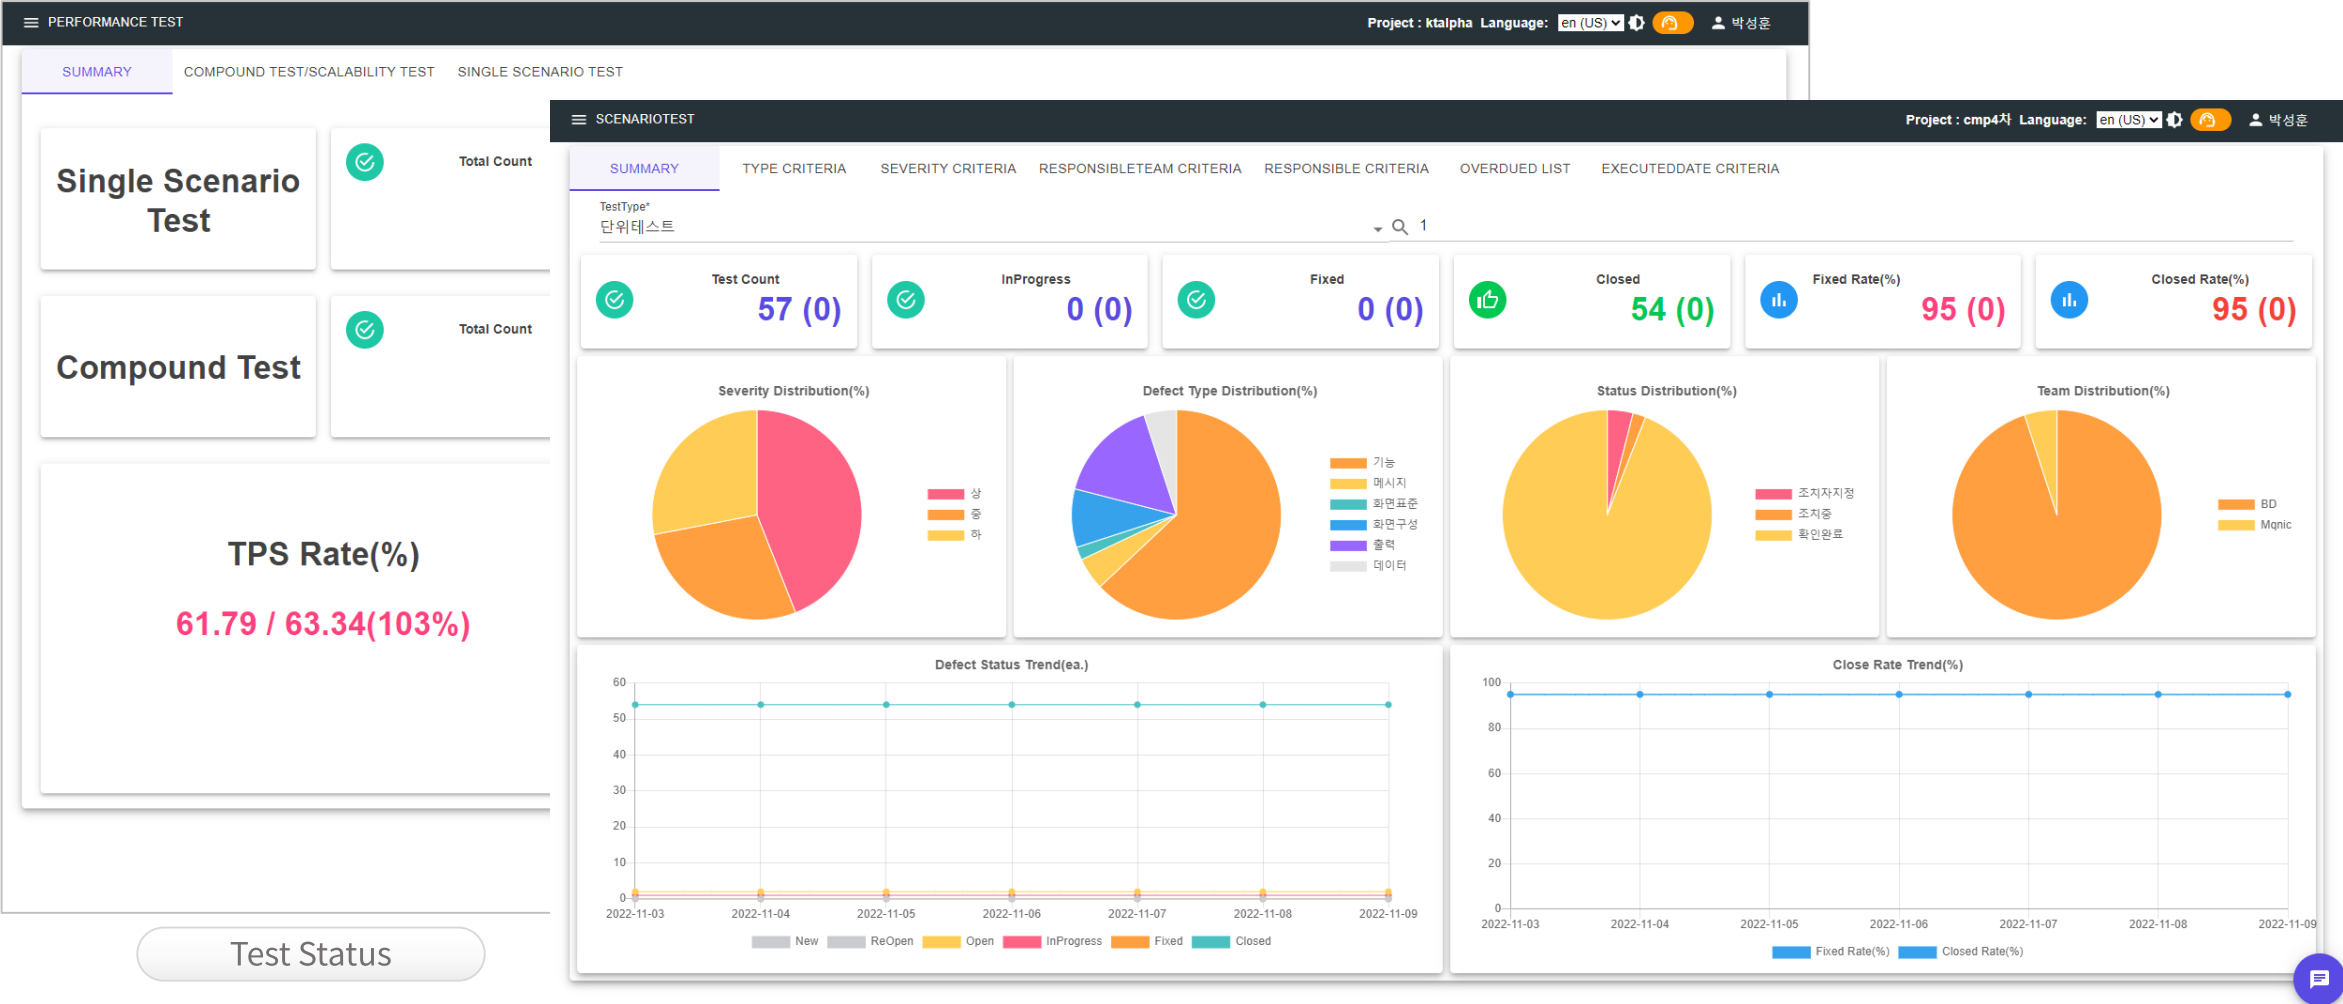 PERFORMANCE TEST
Project : ktalpha Language: en (US) 박성훈
SUMMARY COMPOUND TEST/SCALABILITY TEST SINGLE SCENARIO TEST
Single Scenario
Test
Total Count
Compound Test
Total Count
TPS Rate(%)
61.79 / 63.34(103%)
Test Status
SCENARIOTEST
Project : cmp4차 Language: en (US) 박성훈
SUMMARY TYPE CRITERIA SEVERITY CRITERIA RESPONSIBLETEAM CRITERIA RESPONSIBLE CRITERIA OVERDUED LIST EXECUTEDDATE CRITERIA
TestType*
단위테스트 1
Test Count
57 (0)
InProgress
0 (0)
Fixed
0 (0)
Closed
54 (0)
Fixed Rate(%)
95 (0)
Closed Rate(%)
95 (0)
Severity Distribution(%)
상
중
하
Defect Type Distribution(%)
기능
메시지
화면표준
화면구성
출력
데이터
Status Distribution(%)
조치자지정
조치중
확인완료
Team Distribution(%)
BD
Mqnic
Defect Status Trend(ea.)
60
50
40
30
20
10
0
2022-11-03 2022-11-04 2022-11-05 2022-11-06 2022-11-07 2022-11-08 2022-11-09
New ReOpen Open InProgress Fixed Closed
Close Rate Trend(%)
100
80
60
40
20
0
2022-11-03 2022-11-04 2022-11-05 2022-11-06 2022-11-07 2022-11-08 2022-11-09
Fixed Rate(%) Closed Rate(%)